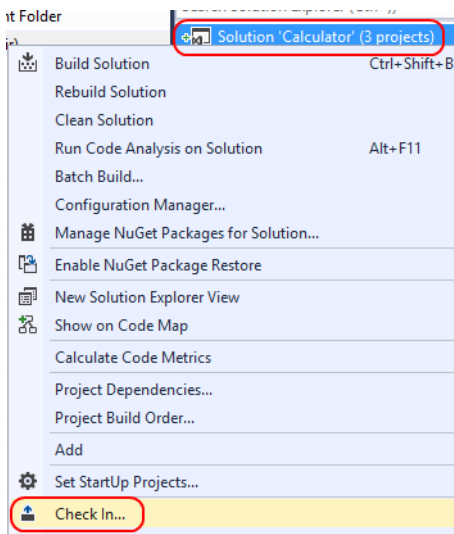 nt Folder
Solution 'Calculator' (3 projects)
Build Solution Ctrl+Shift+B
Rebuild Solution
Clean Solution
Run Code Analysis on Solution Alt+F11
Batch Build...
Configuration Manager...
Manage NuGet Packages for Solution...
Enable NuGet Package Restore
New Solution Explorer View
Show on Code Map
Calculate Code Metrics
Project Dependencies...
Project Build Order...
Add
Set StartUp Projects...
Check In...